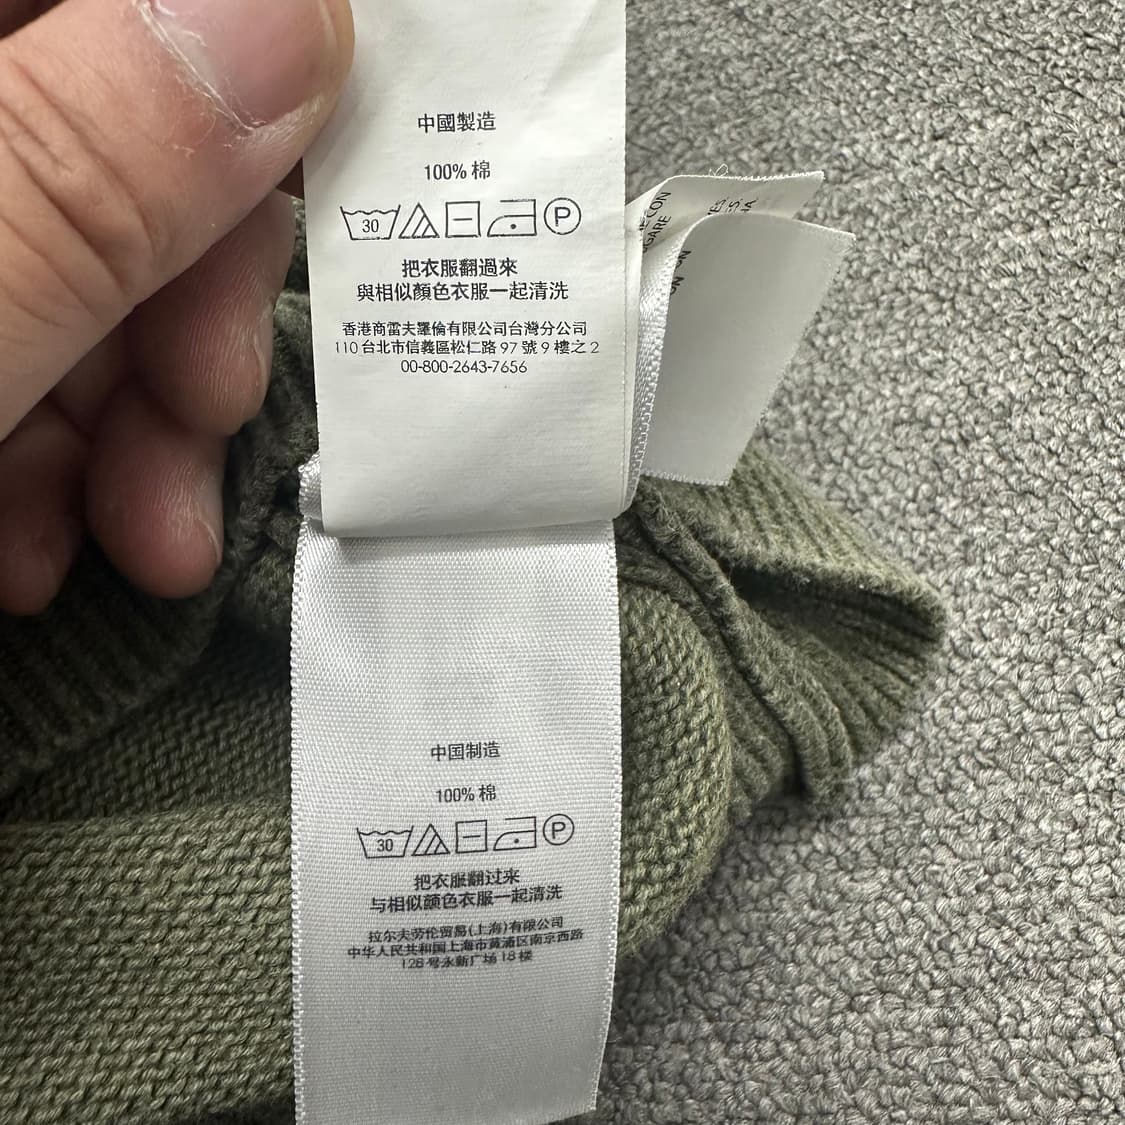 中國製造
100% 棉
30 P
把衣服翻過來
與相似顏色衣服一起清洗
香港商雷夫羅倫有限公司台灣分公司
110 台北市信義區松仁路 97 號 9 樓之 2
00-800-2643-7656
CON
GARE
中国制造
100% 棉
30 P
把衣服翻过来
与相似颜色衣服一起清洗
拉尔夫劳伦贸易(上海)有限公司
中华人民共和国上海市黄浦区南京西路
128 号永新广场 18 楼